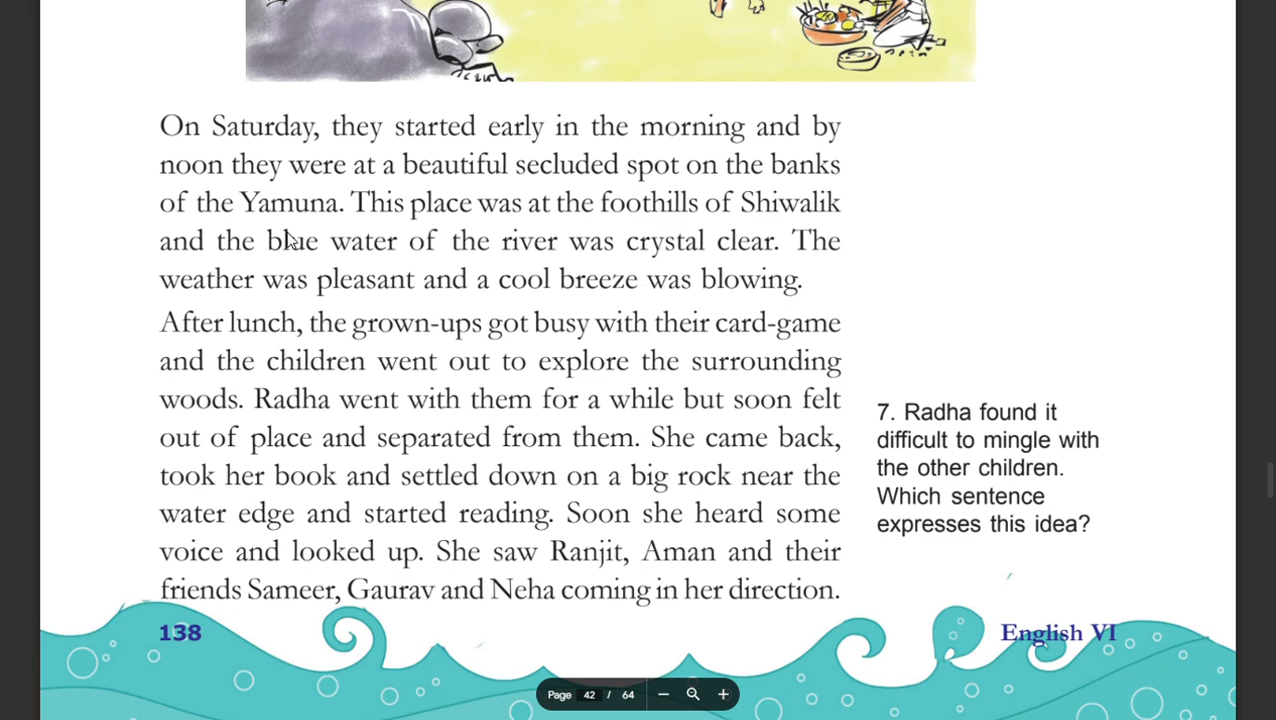 On Saturday, they started early in the morning and by
noon they were at a beautiful secluded spot on the banks
of the Yamuna. This place was at the foothills of Shiwalik
and the blue water of the river was crystal clear. The
weather was pleasant and a cool breeze was blowing.
After lunch, the grown-ups got busy with their card-game
and the children went out to explore the surrounding
woods. Radha went with them for a while but soon felt
out of place and separated from them. She came back,
took her book and settled down on a big rock near the
water edge and started reading. Soon she heard some
voice and looked up. She saw Ranjit, Aman and their
friends Sameer, Gaurav and Neha coming in her direction.
7. Radha found it
difficult to mingle with
the other children.
Which sentence
expresses this idea?
138
English VI
Page 42 / 64